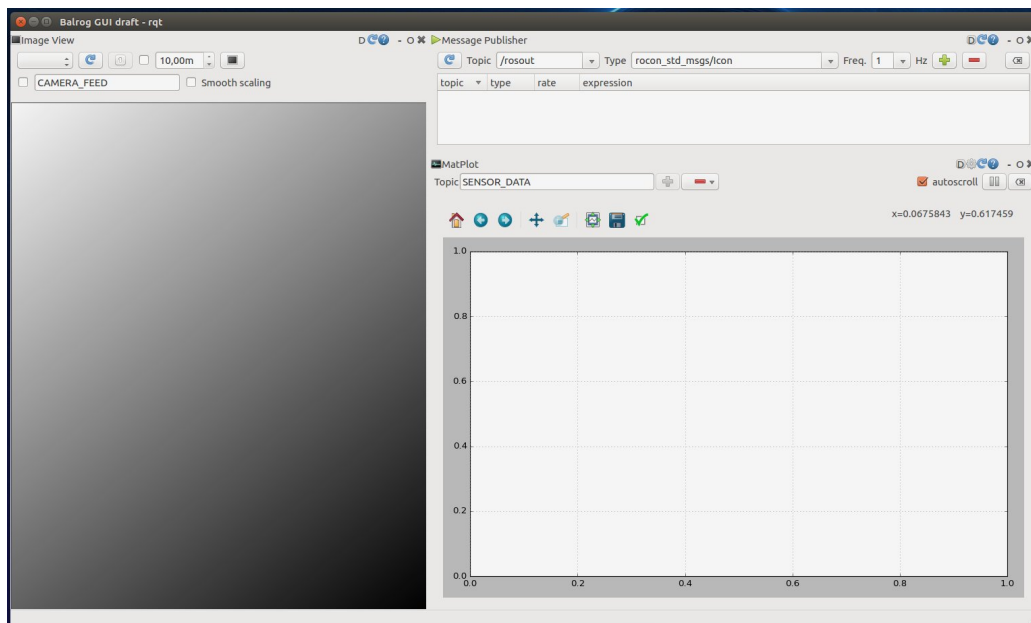 Balrog GUI draft - rqt
Image View
D
- O
10,00m
CAMERA_FEED
Smooth scaling
Message Publisher
D
- O
Topic /rosout Type rocon_std_msgs/Icon Freq. 1 Hz
topic type rate expression
MatPlot
D
- O
Topic SENSOR_DATA
autoscroll
x=0.0675843 y=0.617459
1.0
0.8
0.6
0.4
0.2
0.0
0.0 0.2 0.4 0.6 0.8 1.0